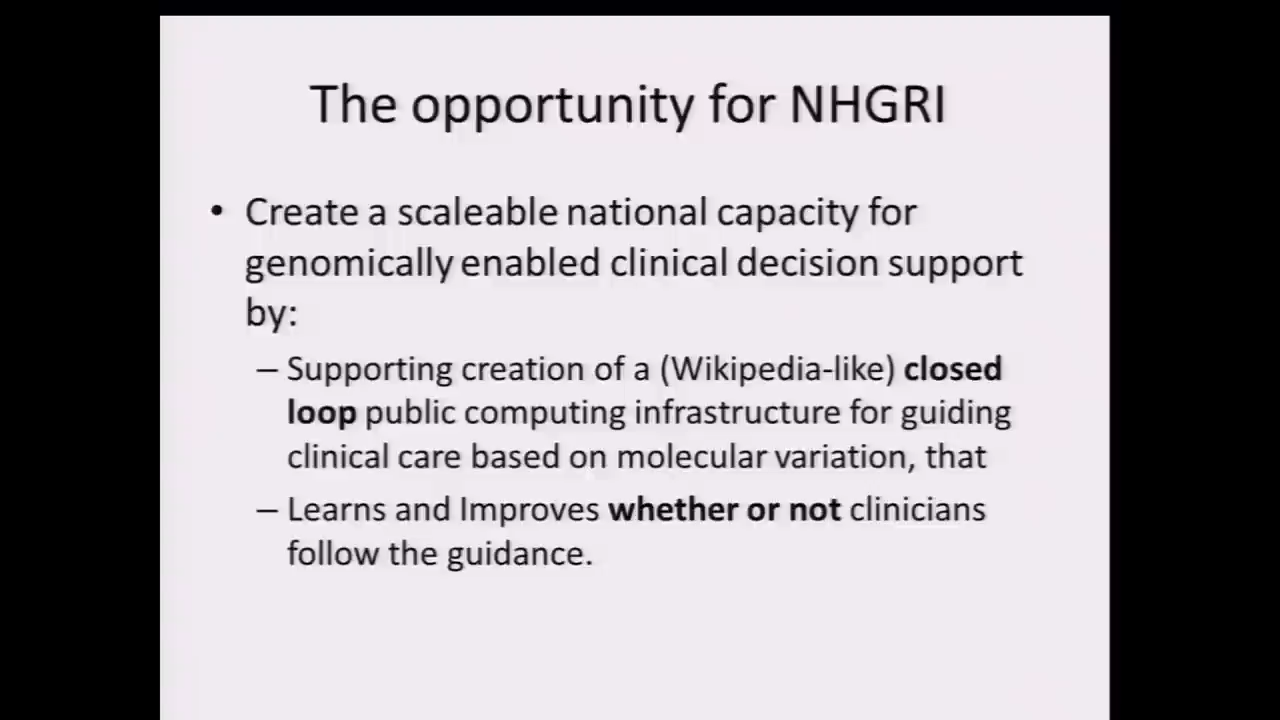 The opportunity for NHGRI
• Create a scaleable national capacity for
genomically enabled clinical decision support
by:
– Supporting creation of a (Wikipedia-like) closed
loop public computing infrastructure for guiding
clinical care based on molecular variation, that
– Learns and Improves whether or not clinicians
follow the guidance.